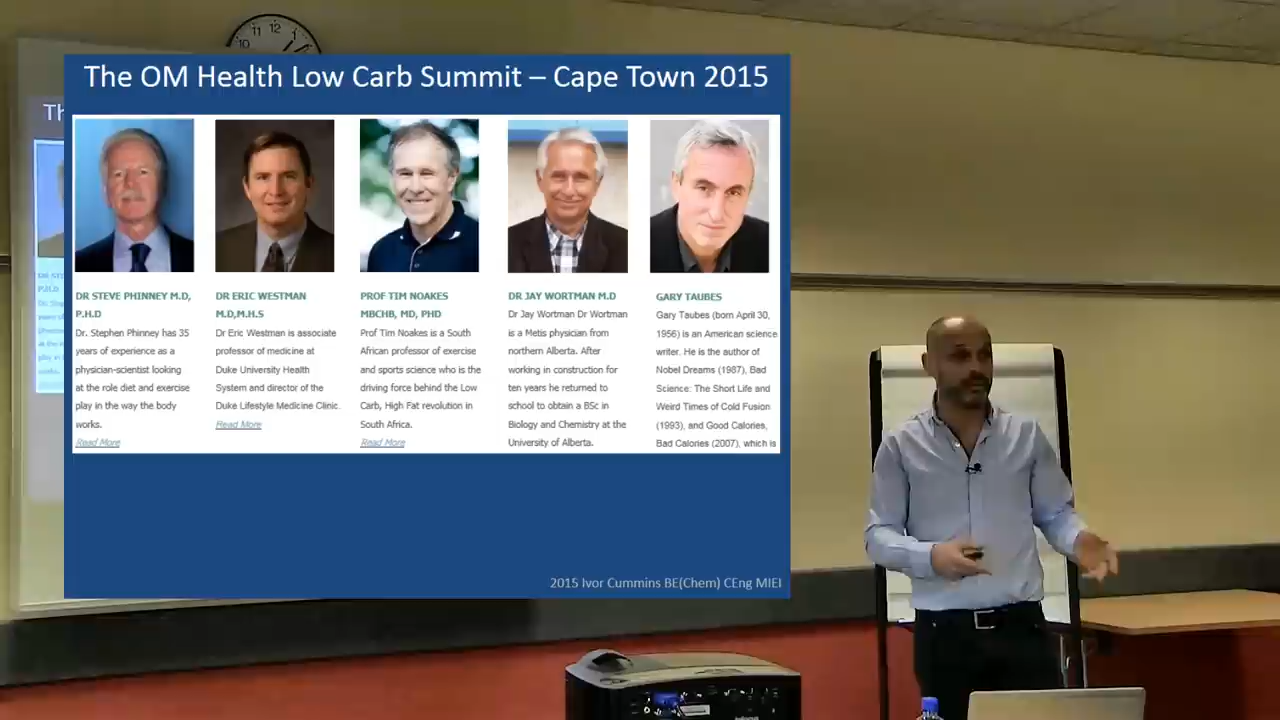 The OM Health Low Carb Summit – Cape Town 2015
DR STEVE PHINNEY M.D,
P.H.D
Dr. Stephen Phinney has 35
years of experience as a
physician-scientist looking
at the role diet and exercise
play in the way the body
works.
Read More
DR ERIC WESTMAN
M.D,M.H.S
Dr Eric Westman is associate
professor of medicine at
Duke University Health
System and director of the
Duke Lifestyle Medicine Clinic.
Read More
PROF TIM NOAKES
MBCHB, MD, PHD
Prof Tim Noakes is a South
African professor of exercise
and sports science who is the
driving force behind the Low
Carb, High Fat revolution in
South Africa.
Read More
DR JAY WORTMAN M.D
Dr Jay Wortman Dr Wortman
is a Metis physician from
northern Alberta. After
working in construction for
ten years he returned to
school to obtain a BSc in
Biology and Chemistry at the
University of Alberta.
GARY TAUBES
Gary Taubes (born April 30,
1956) is an American science
writer. He is the author of
Nobel Dreams (1987), Bad
Science: The Short Life and
Weird Times of Cold Fusion
(1993), and Good Calories,
Bad Calories (2007), which is
2015 Ivor Cummins BE(Chem) CEng MIEI
10 11 12 1
Th